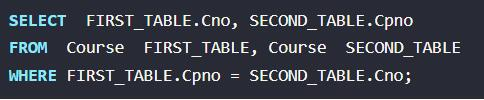 SELECT  FIRST_TABLE.Cno, SECOND_TABLE.Cpno
FROM  Course  FIRST_TABLE, Course  SECOND_TABLE
WHERE FIRST_TABLE.Cpno = SECOND_TABLE.Cno;